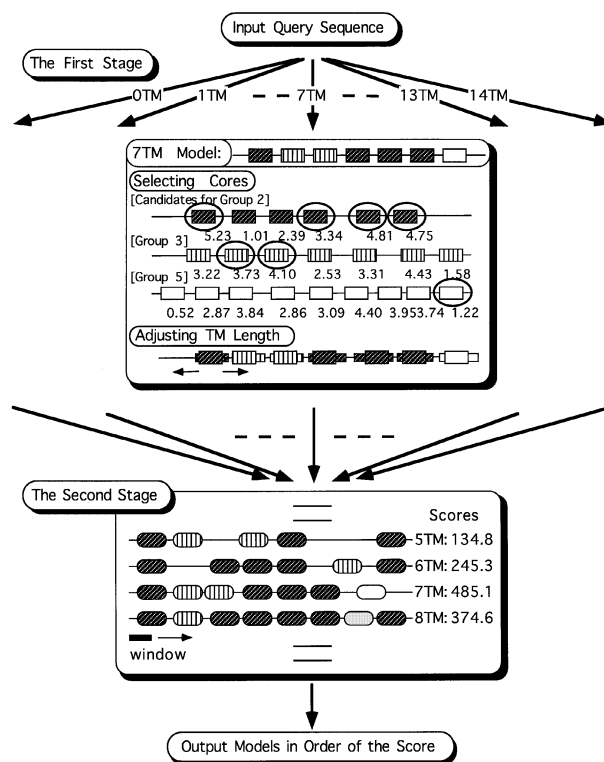 Input Query Sequence
The First Stage
0TM 1TM 7TM 13TM 14TM
7TM Model:
Selecting Cores
[Candidates for Group 2]
5.23 1.01 2.39 3.34 4.81 4.75
[Group 3]
3.22 3.73 4.10 2.53 3.31 4.43 1.58
[Group 5]
0.52 2.87 3.84 2.86 3.09 4.40 3.953.74 1.22
Adjusting TM Length
The Second Stage
Scores
5TM: 134.8
6TM: 245.3
7TM: 485.1
8TM: 374.6
window
Output Models in Order of the Score